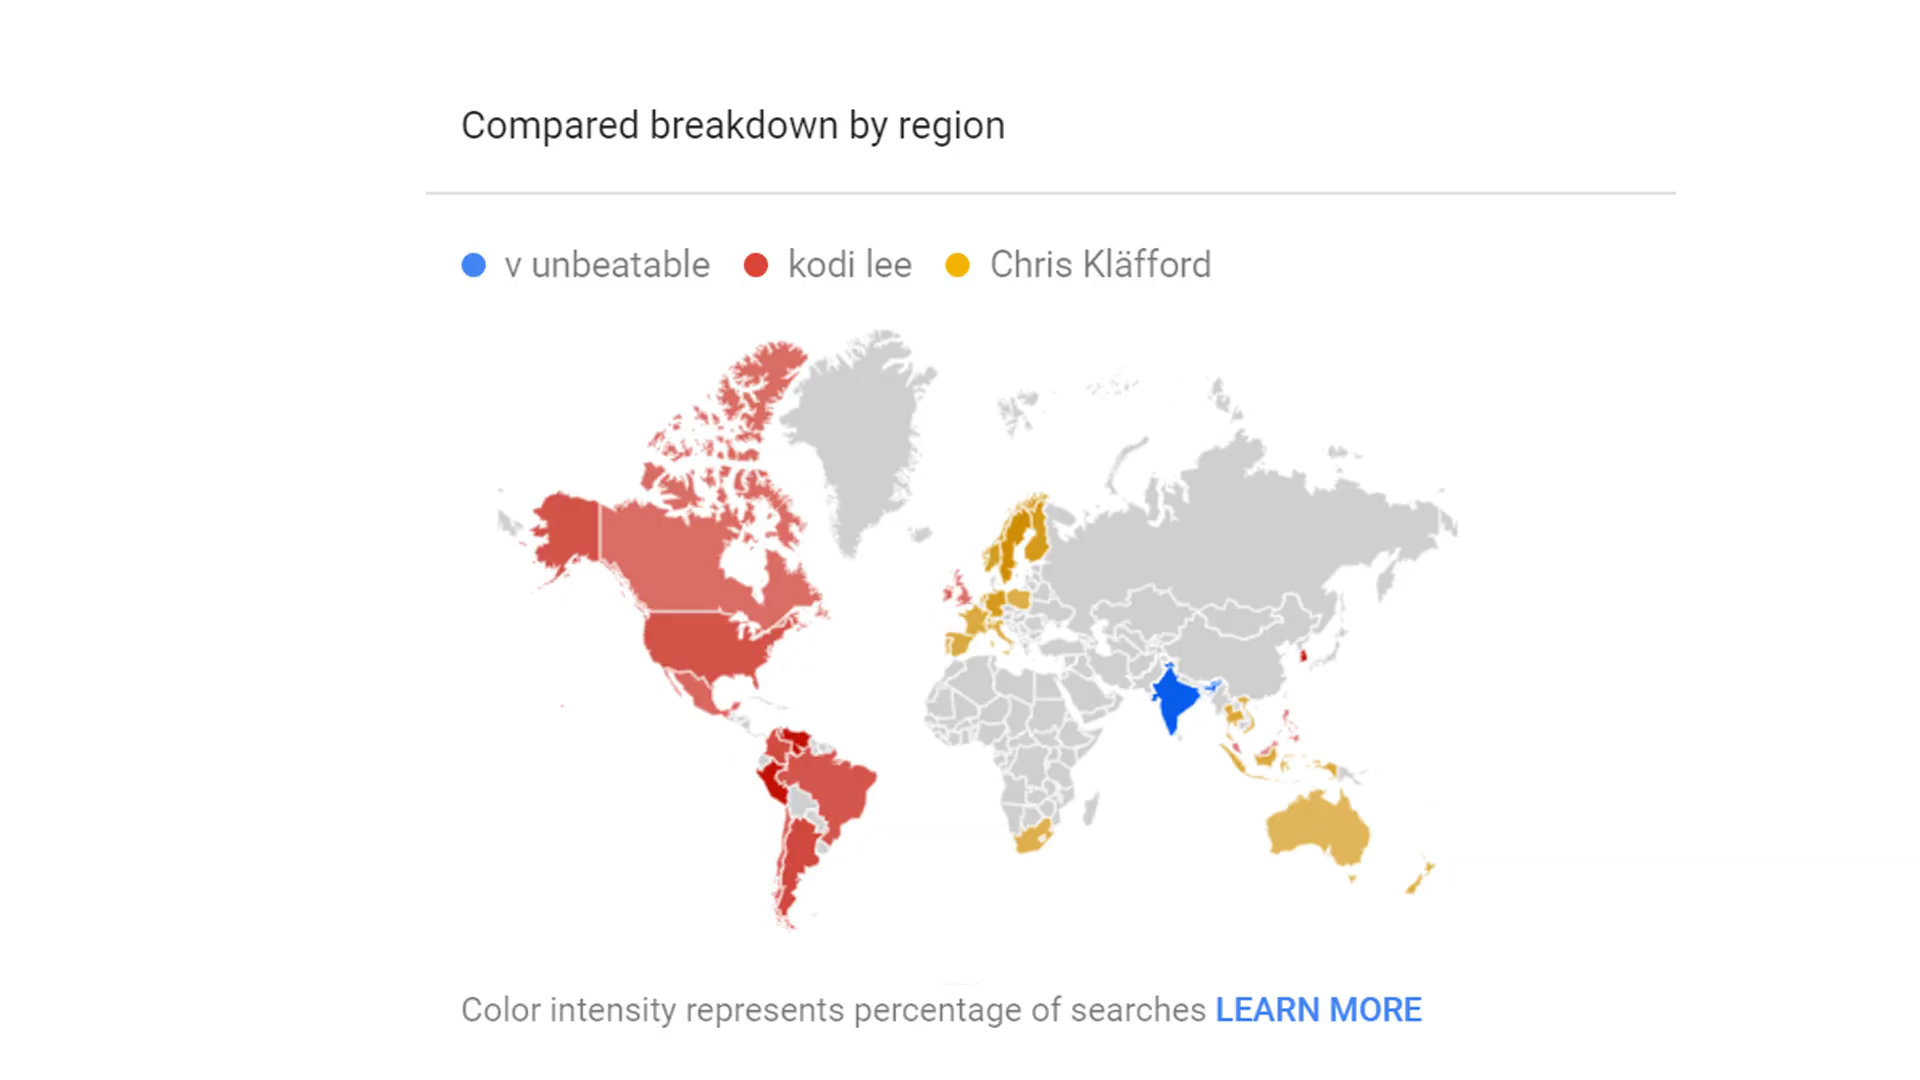 Compared breakdown by region
v unbeatable kodi lee Chris Kläfford
Color intensity represents percentage of searches LEARN MORE